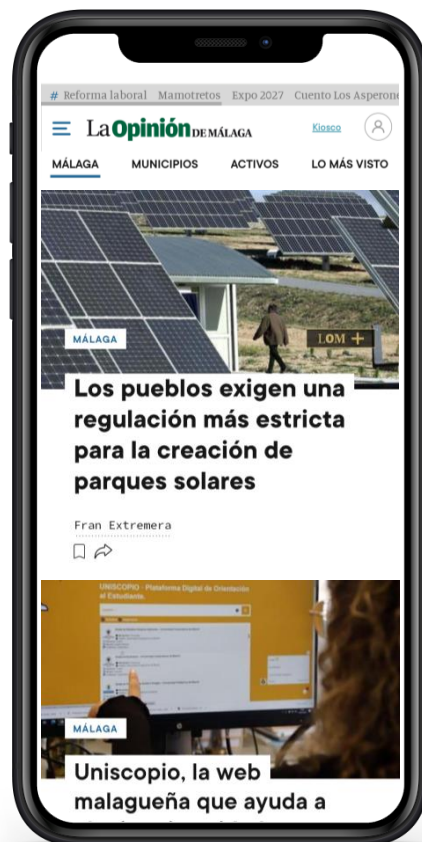 # Reforma laboral Mamotretos Expo 2027 Cuento Los Asperone
La Opinión DE MÁLAGA
Kiosco
MÁLAGA MUNICIPIOS ACTIVOS LO MÁS VISTO
MÁLAGA
LOM +
Los pueblos exigen una
regulación más estricta
para la creación de
parques solares
Fran Extremera
UNISCOPIO - Plataforma Digital de Orientación
al Estudiante.
MÁLAGA
Uniscopio, la web
malagueña que ayuda a